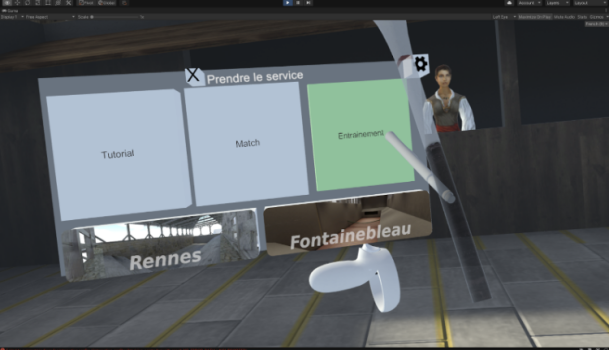 Prendre le service
Tutorial
Match
Entrainement
Rennes
Fontainebleau